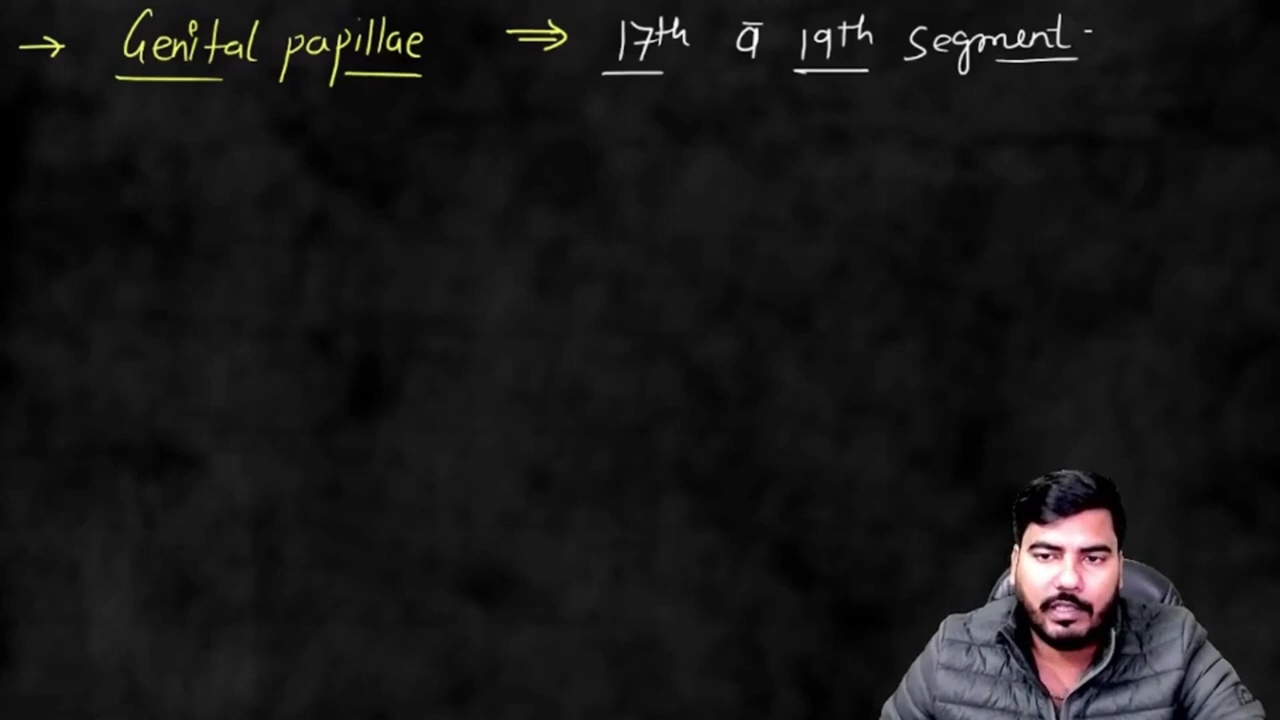 → Genital papillae ⇒ 17th ā 19th segment.